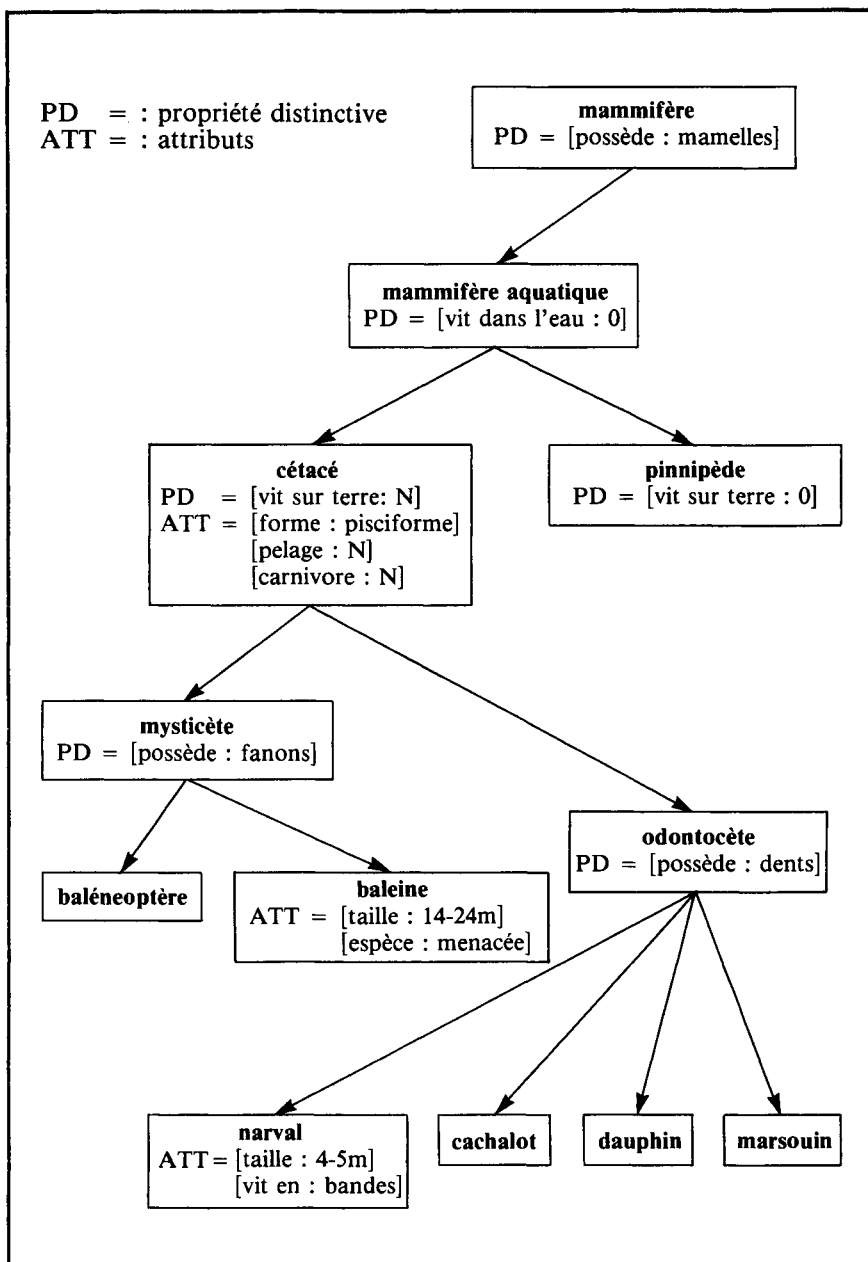 PD = : propriété distinctive
ATT = : attributs
mammifère
PD = [possède : mamelles]
mammifère aquatique
PD = [vit dans l'eau : 0]
cétacé
PD = [vit sur terre: N]
ATT = [forme : pisciforme]
[pelage : N]
[carnivore : N]
pinnipède
PD = [vit sur terre : 0]
mysticète
PD = [possède : fanons]
odontocète
PD = [possède : dents]
baléneoptère
baleine
ATT = [taille : 14-24m]
[espèce : menacée]
narval
ATT= [taille : 4-5m]
[vit en : bandes]
cachalot
dauphin
marsouin